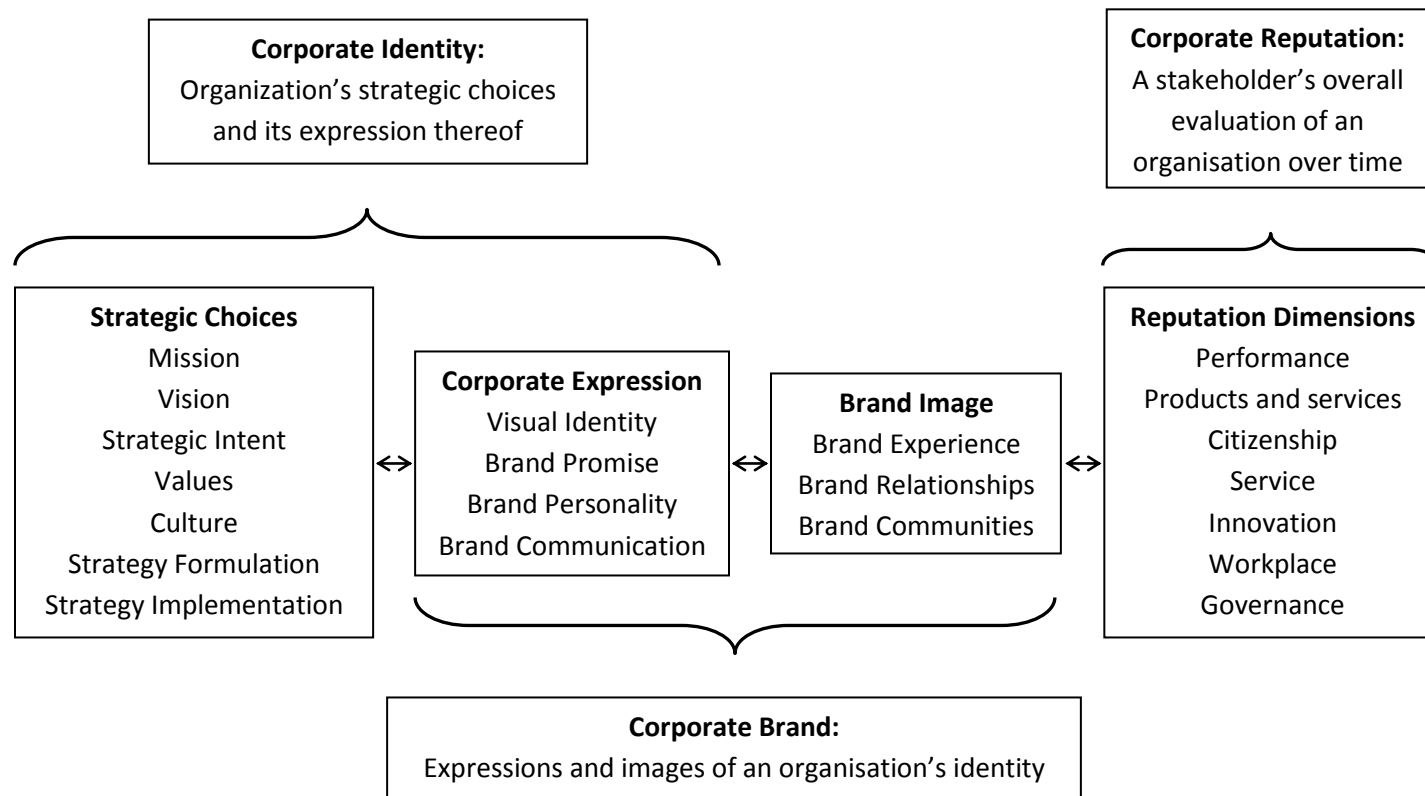 Corporate Identity:
Organization’s strategic choices
and its expression thereof
Corporate Reputation:
A stakeholder’s overall
evaluation of an
organisation over time
Strategic Choices
Mission
Vision
Strategic Intent
Values
Culture
Strategy Formulation
Strategy Implementation
Corporate Expression
Visual Identity
Brand Promise
Brand Personality
Brand Communication
Brand Image
Brand Experience
Brand Relationships
Brand Communities
Reputation Dimensions
Performance
Products and services
Citizenship
Service
Innovation
Workplace
Governance
Corporate Brand:
Expressions and images of an organisation’s identity